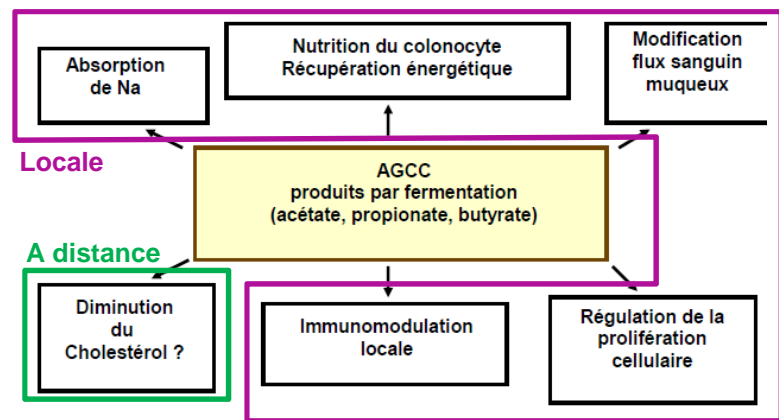 Absorption
de Na
Nutrition du colonocyte
Récupération énergétique
Modification
flux sanguin
muqueux
Locale
AGCC
produits par fermentation
(acétate, propionate, butyrate)
A distance
Diminution
du
Cholestérol ?
Immunomodulation
locale
Régulation de la
prolifération
cellulaire